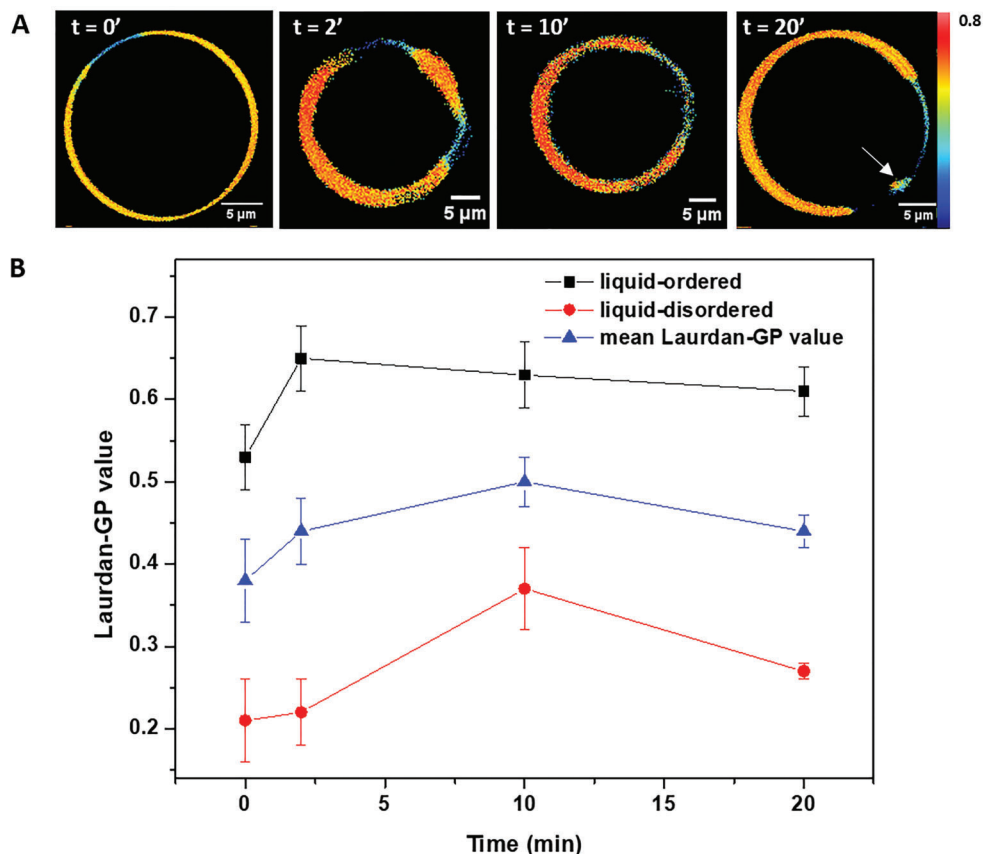 A
t = 0'
t = 2'
t = 10'
t = 20'
0.8
5 µm
5 µm
5 µm
5 µm
B
liquid-ordered
liquid-disordered
mean Laurdan-GP value
0.7
0.6
0.5
0.4
0.3
0.2
Laurdan-GP value
0
5
10
15
20
Time (min)